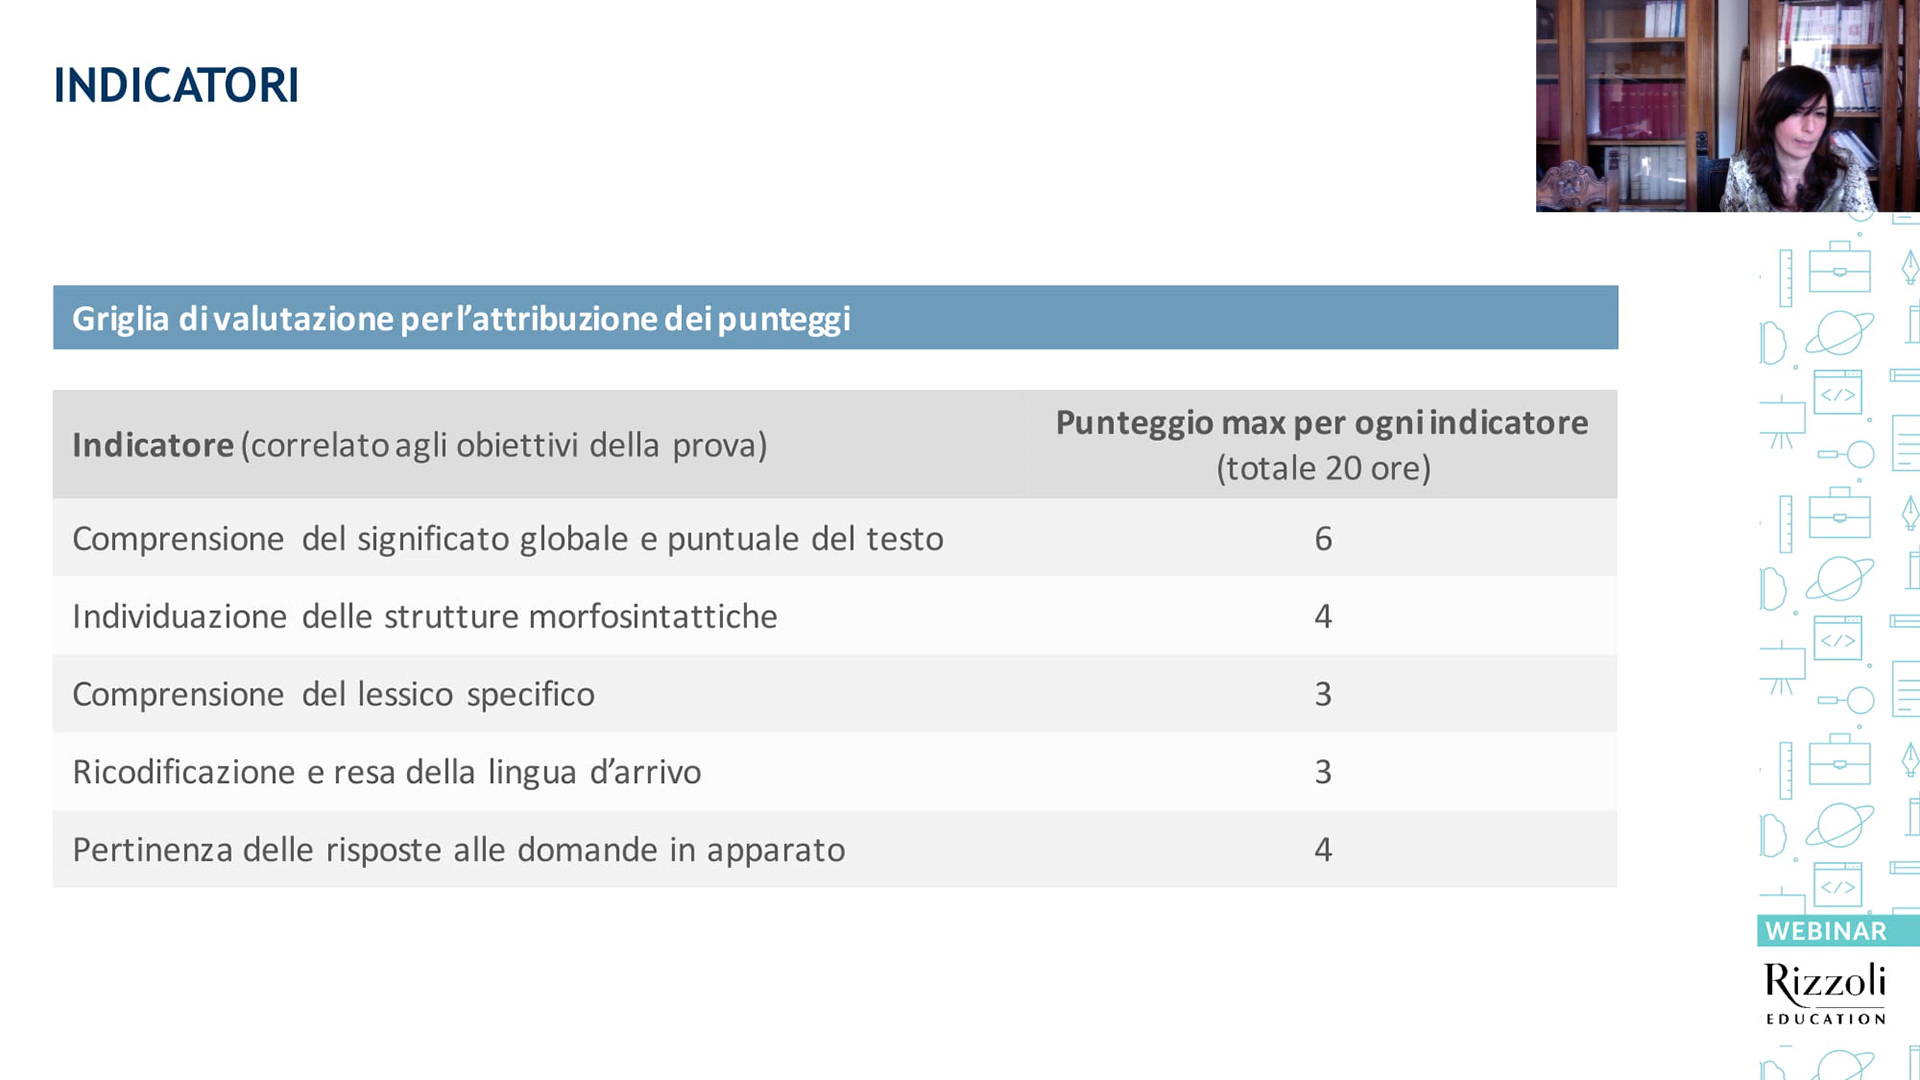 INDICATORI
Griglia di valutazione per l’attribuzione dei punteggi
Indicatore (correlato agli obiettivi della prova)
Punteggio max per ogni indicatore
(totale 20 ore)
Comprensione del significato globale e puntuale del testo
6
Individuazione delle strutture morfosintattiche
4
Comprensione del lessico specifico
3
Ricodificazione e resa della lingua d’arrivo
3
Pertinenza delle risposte alle domande in apparato
4
WEBINAR
Rizzoli
EDUCATION